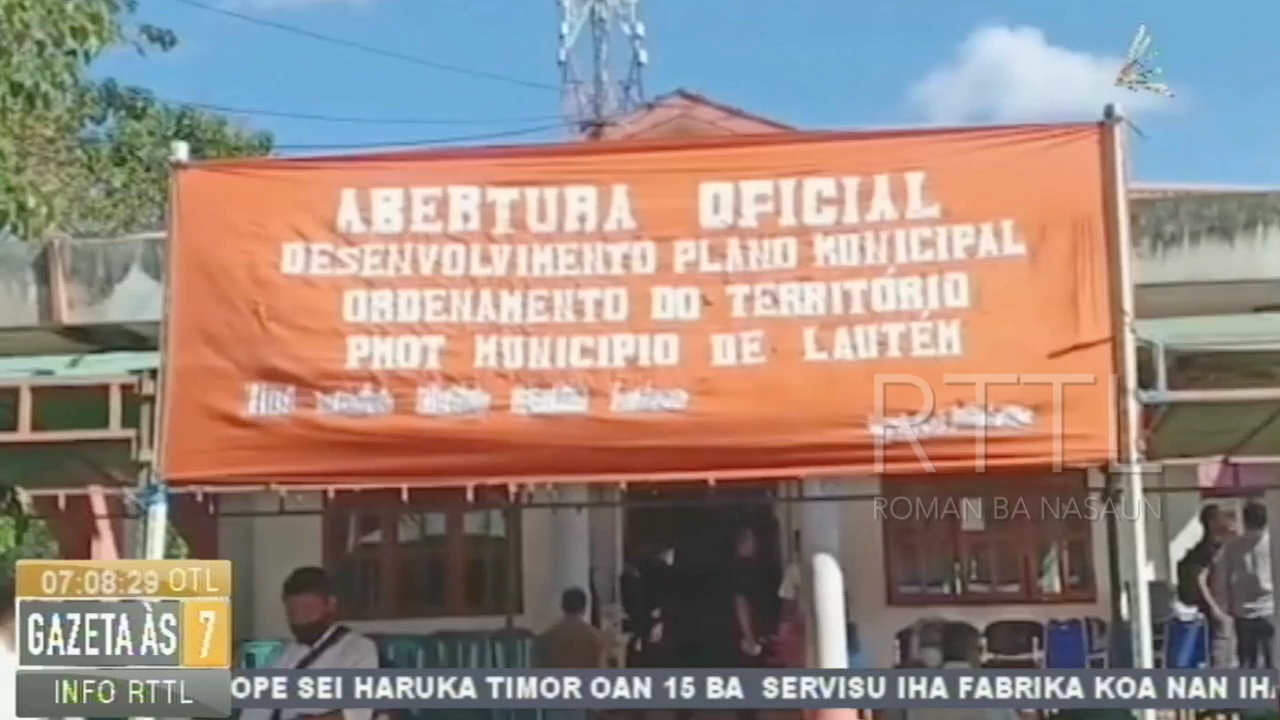 ABERTURA OFICIAL
DESENVOLVIMENTO PLANO MUNICIPAL
ORDENAMENTO DO TERRITÓRIO
PMOT MUNICIPIO DE LAUTÉM
RTTL
ROMAN BA NASAUN
07:08:29 OTL
GAZETA ÀS 7
INFO RTTL
OPE SEI HARUKA TIMOR OAN 15 BA SERVISU IHA FABRIKA KOA NAN IHA